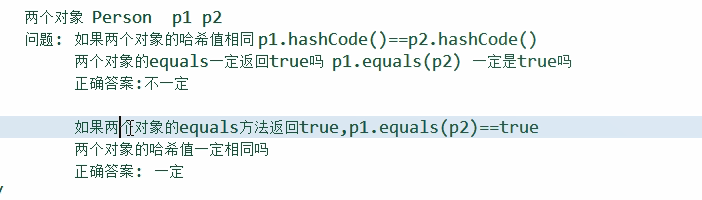 两个对象 Person p1 p2
问题: 如果两个对象的哈希值相同 p1.hashCode()==p2.hashCode()
两个对象的equals一定返回true吗 p1.equals(p2) 一定是true吗
正确答案:不一定
如果两个对象的equals方法返回true,p1.equals(p2)==true
两个对象的哈希值一定相同吗
正确答案: 一定